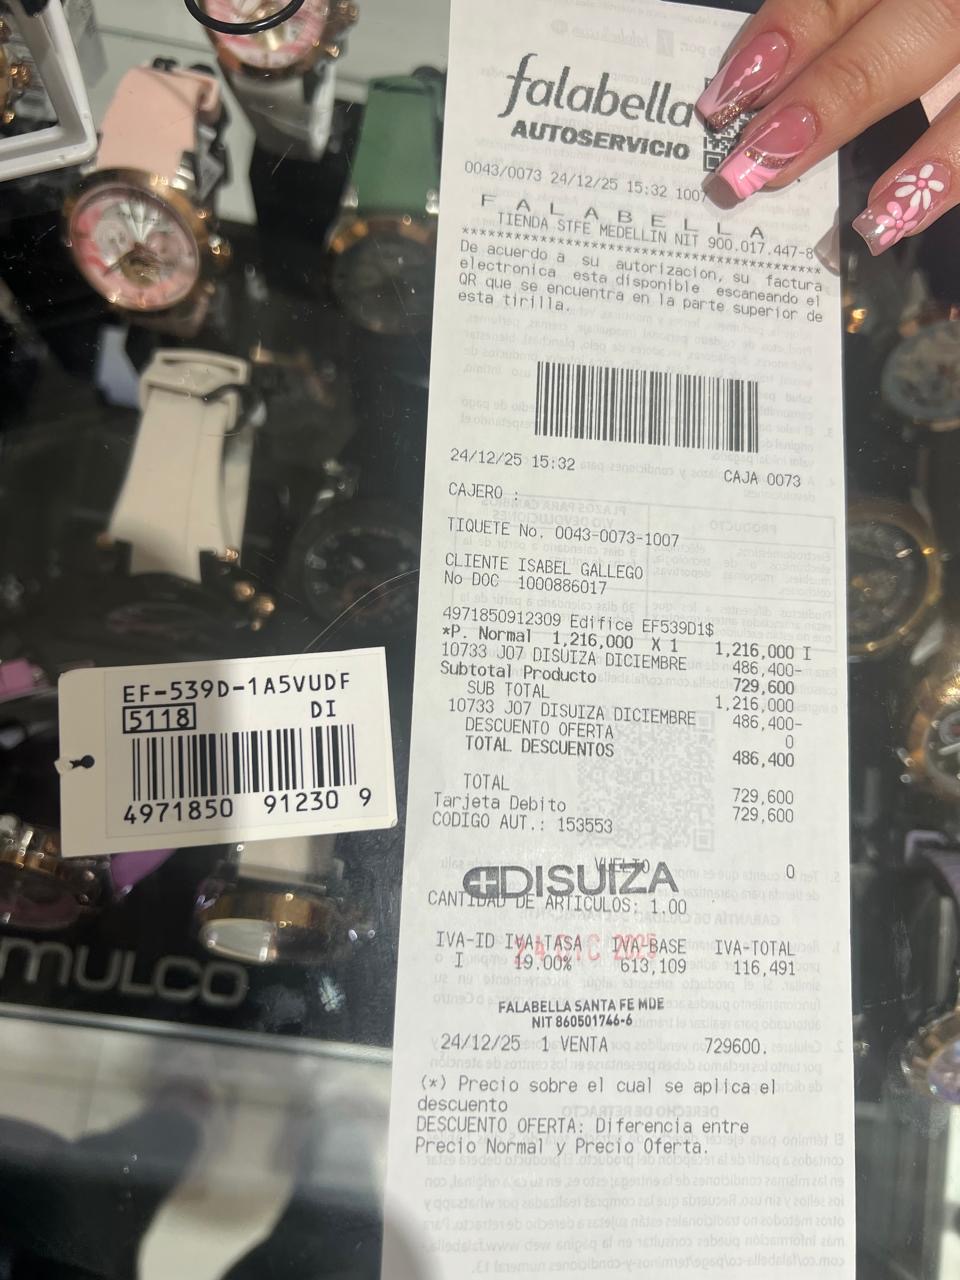 falabella
AUTOSERVICIO
0043/0073 24/12/25 15:32 1007
F A L A B E L L A
TIENDA STFE MEDELLIN NIT 900.017.447-8
****************************************
De acuerdo a su autorizacion, su factura
electronica esta disponible escaneando el
QR que se encuentra en la parte superior de
esta tirilla.
24/12/25 15:32 CAJA 0073
CAJERO :
TIQUETE No. 0043-0073-1007
CLIENTE ISABEL GALLEGO
No DOC 1000886017
4971850912309 Edifice EF539D1$
*P. Normal 1,216,000 X 1 1,216,000 I
10733 J07 DISUIZA DICIEMBRE 486,400-
Subtotal Producto 729,600
SUB TOTAL 1,216,000
10733 J07 DISUIZA DICIEMBRE 486,400-
DESCUENTO OFERTA 0
TOTAL DESCUENTOS 486,400
TOTAL 729,600
Tarjeta Debito 729,600
CODIGO AUT.: 153553
VUELTO 0
DISUIZA
CANTIDAD DE ARTICULOS: 1.00
IVA-ID IVA-TASA IVA-BASE IVA-TOTAL
24 DIC 2025
I 19.00% 613,109 116,491
FALABELLA SANTA FE MDE
NIT 860501746-6
24/12/25 1 VENTA 729600.
(*) Precio sobre el cual se aplica el
descuento
DESCUENTO OFERTA: Diferencia entre
Precio Normal y Precio Oferta.
EF-539D-1A5VUDF
5118 DI
4971850 91230 9
MULCO